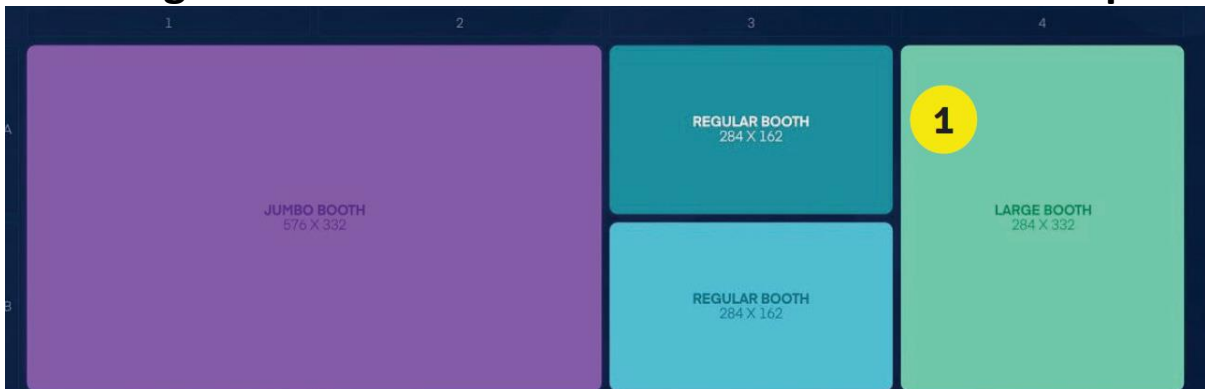 1 2 3 4
A
REGULAR BOOTH
284 X 162
1
JUMBO BOOTH
576 X 332
LARGE BOOTH
284 X 332
B
REGULAR BOOTH
284 X 162